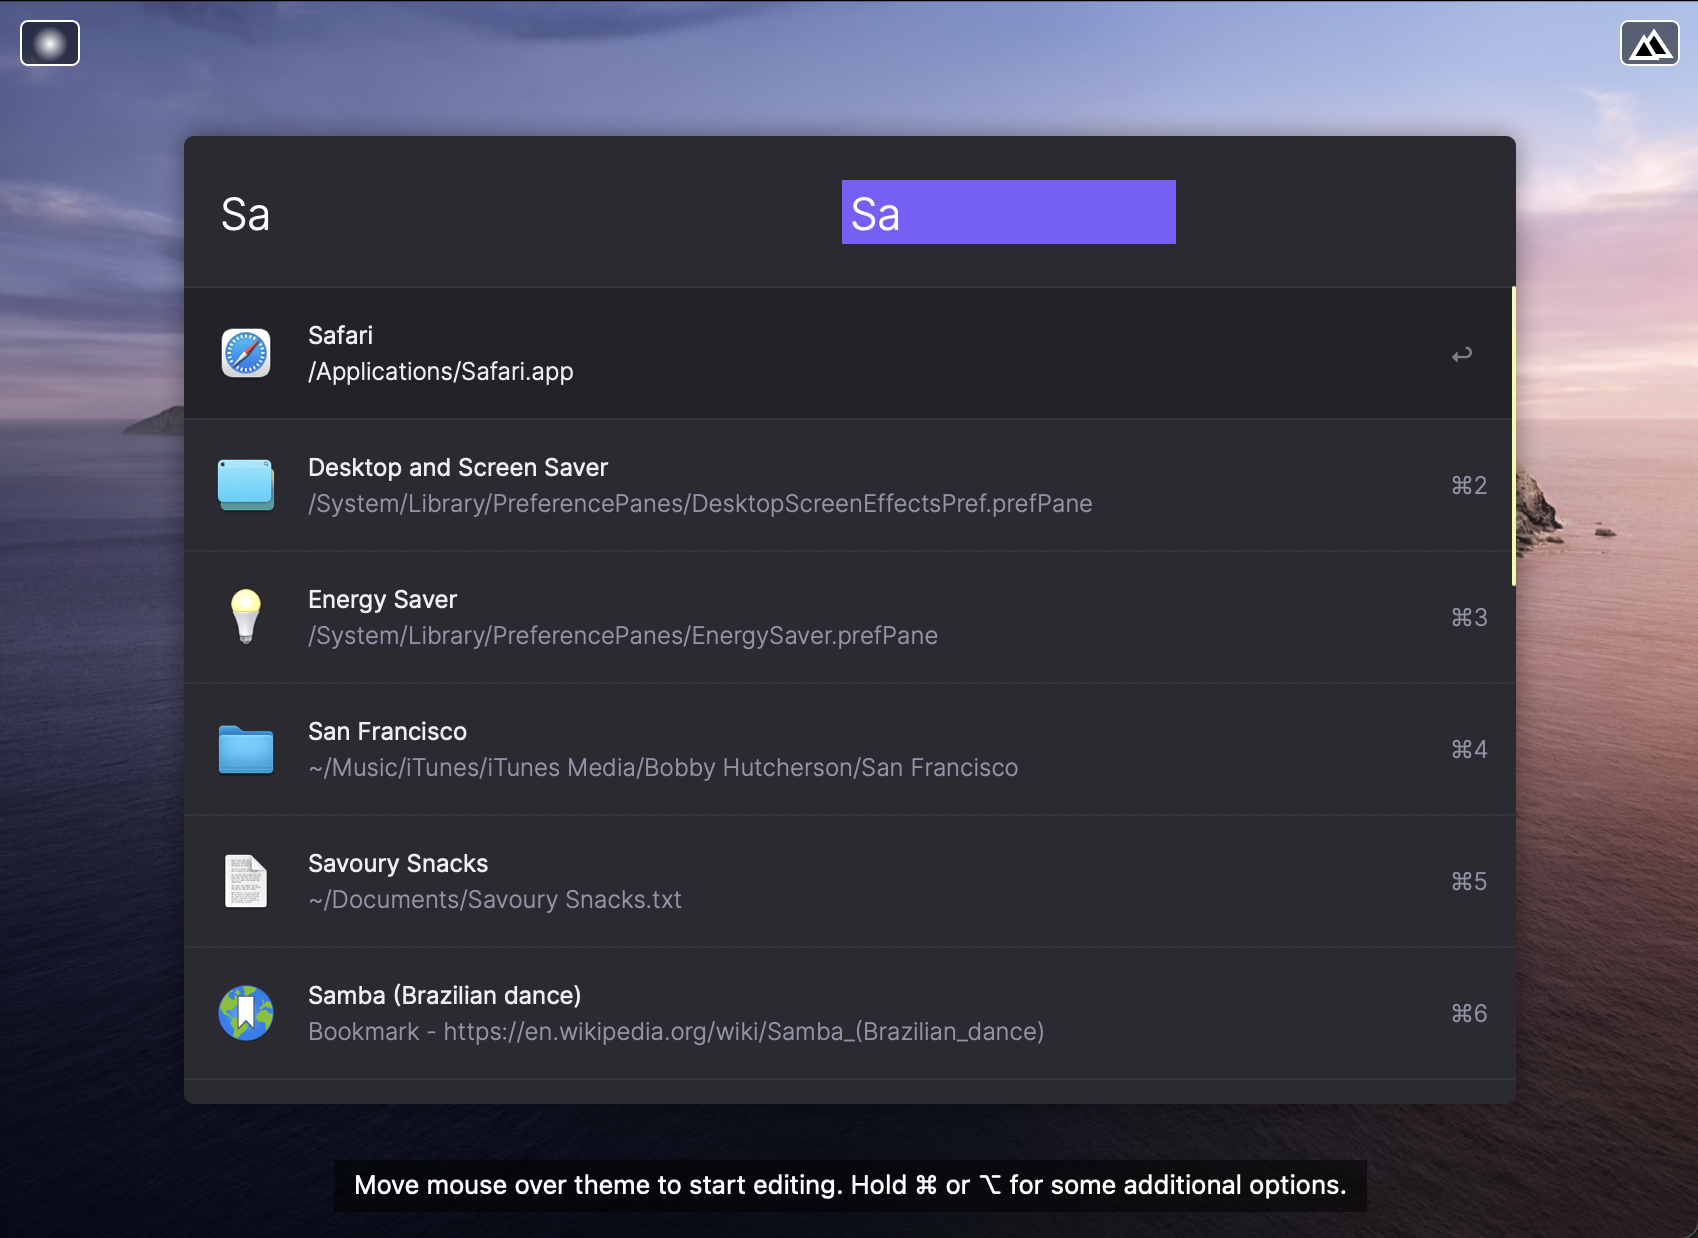 Sa Sa
Safari
/Applications/Safari.app
↩
Desktop and Screen Saver
/System/Library/PreferencePanes/DesktopScreenEffectsPref.prefPane
⌘2
Energy Saver
/System/Library/PreferencePanes/EnergySaver.prefPane
⌘3
San Francisco
~/Music/iTunes/iTunes Media/Bobby Hutcherson/San Francisco
⌘4
Savoury Snacks
~/Documents/Savoury Snacks.txt
⌘5
Samba (Brazilian dance)
Bookmark - https://en.wikipedia.org/wiki/Samba_(Brazilian_dance)
⌘6
Move mouse over theme to start editing. Hold ⌘ or ⌥ for some additional options.